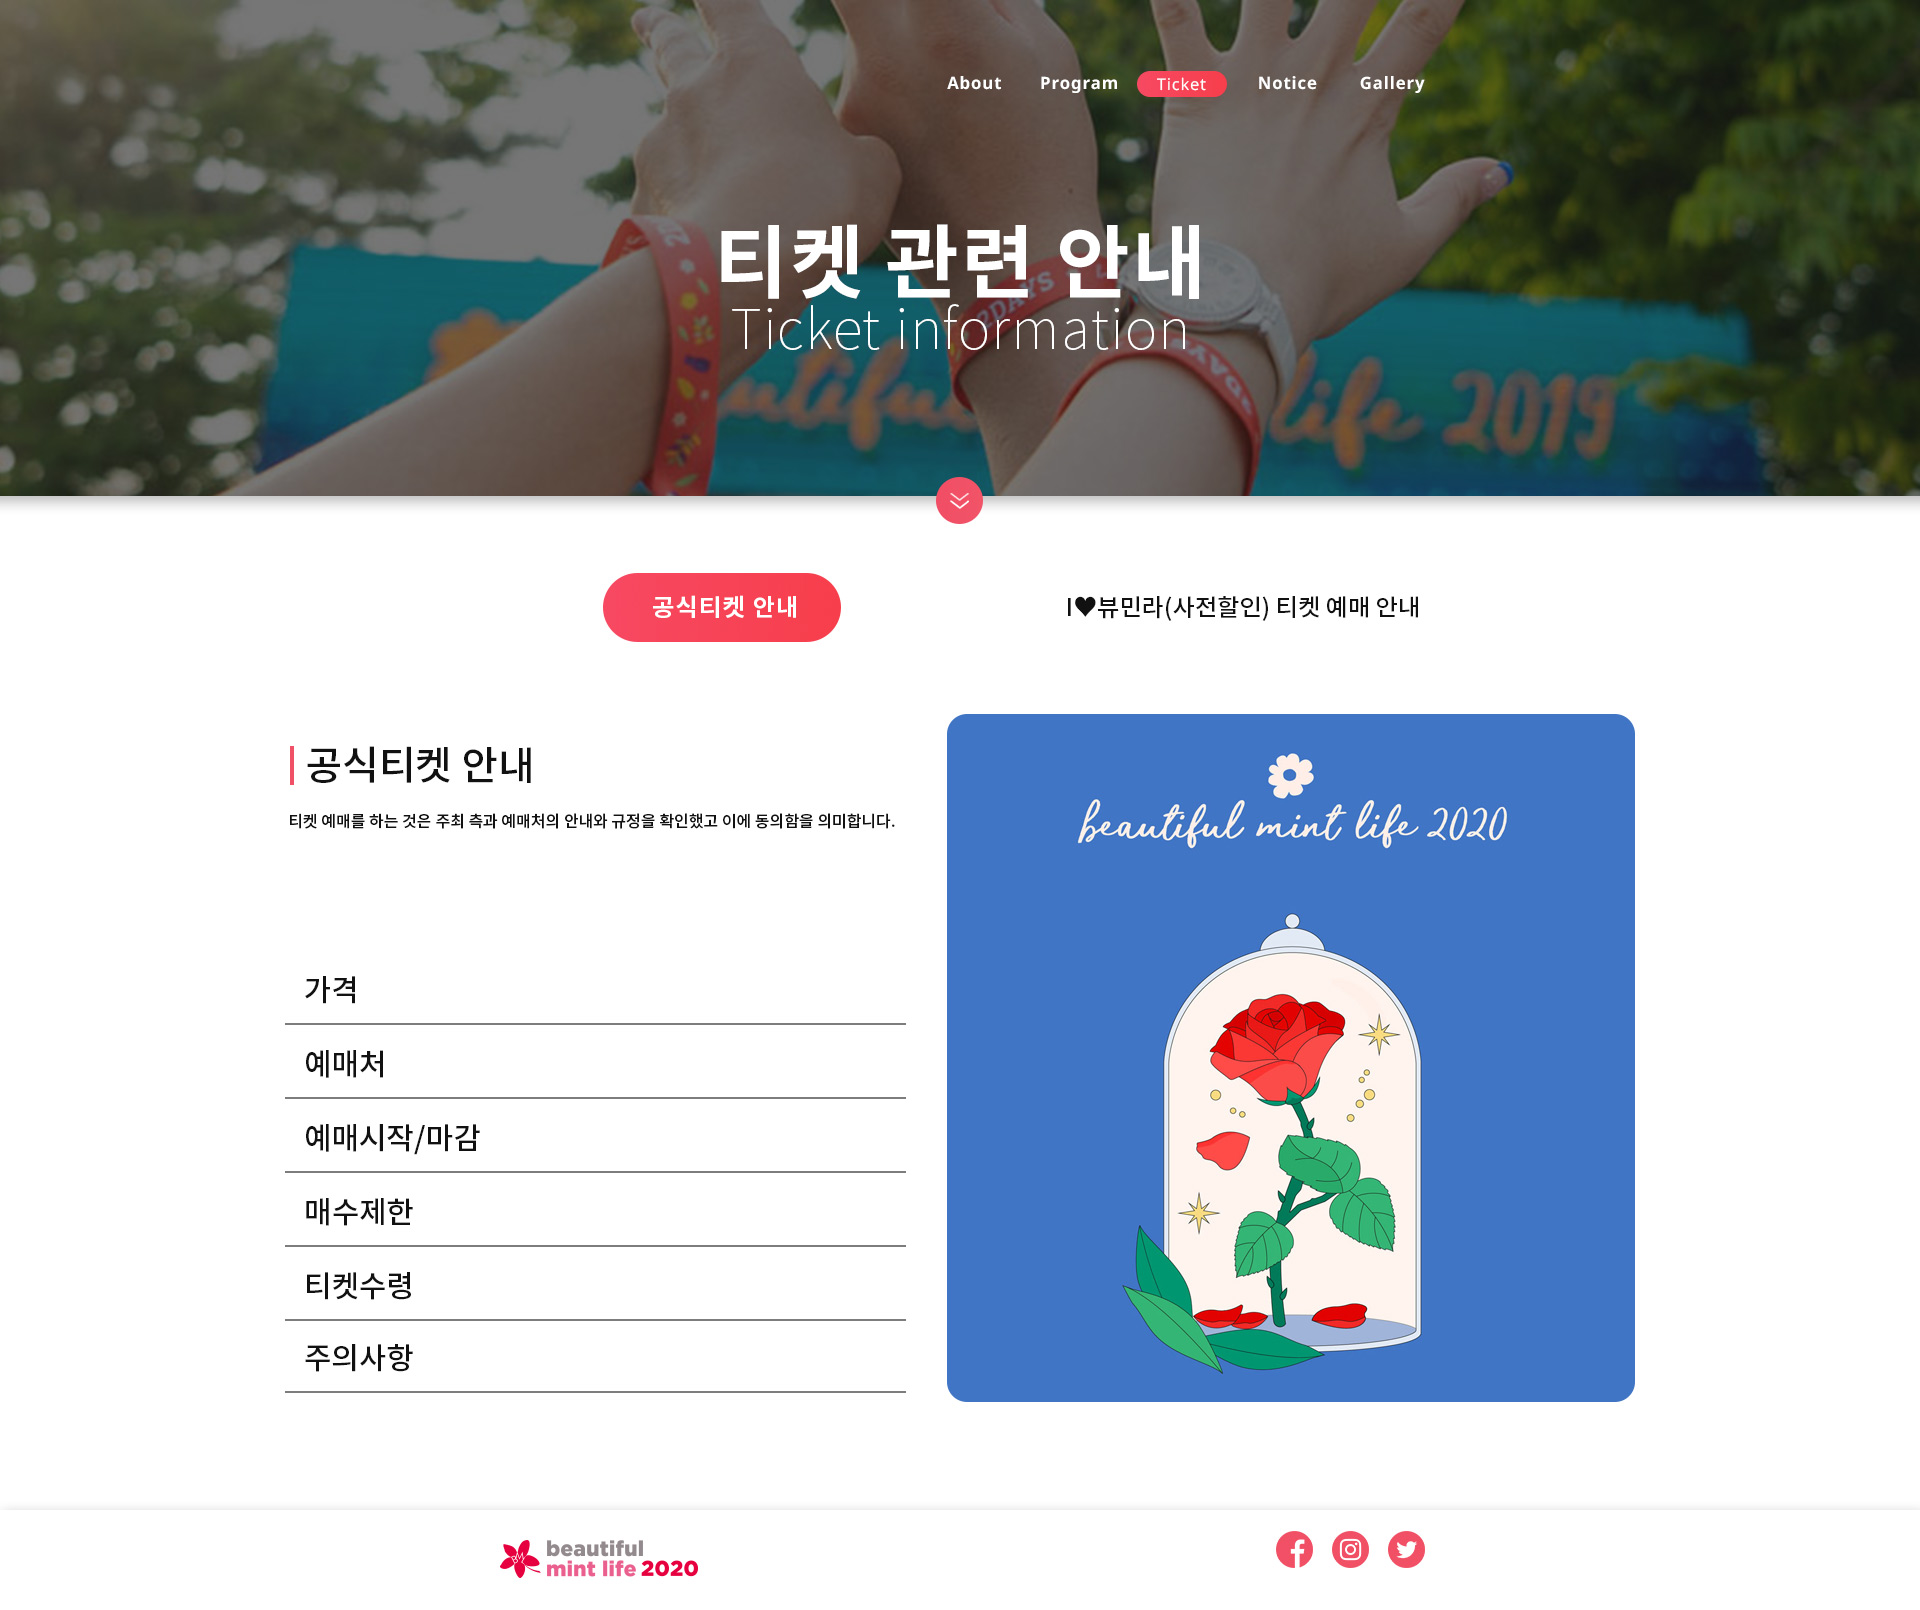 About Program Ticket Notice Gallery
티켓 관련 안내
Ticket information
2DAYS
life 2019
공식티켓 안내
I♥뷰민라(사전할인) 티켓 예매 안내
공식티켓 안내
티켓 예매를 하는 것은 주최 측과 예매처의 안내와 규정을 확인했고 이에 동의함을 의미합니다.
beautiful mint life 2020
가격
예매처
예매시작/마감
매수제한
티켓수령
주의사항
beautiful
mint life 2020